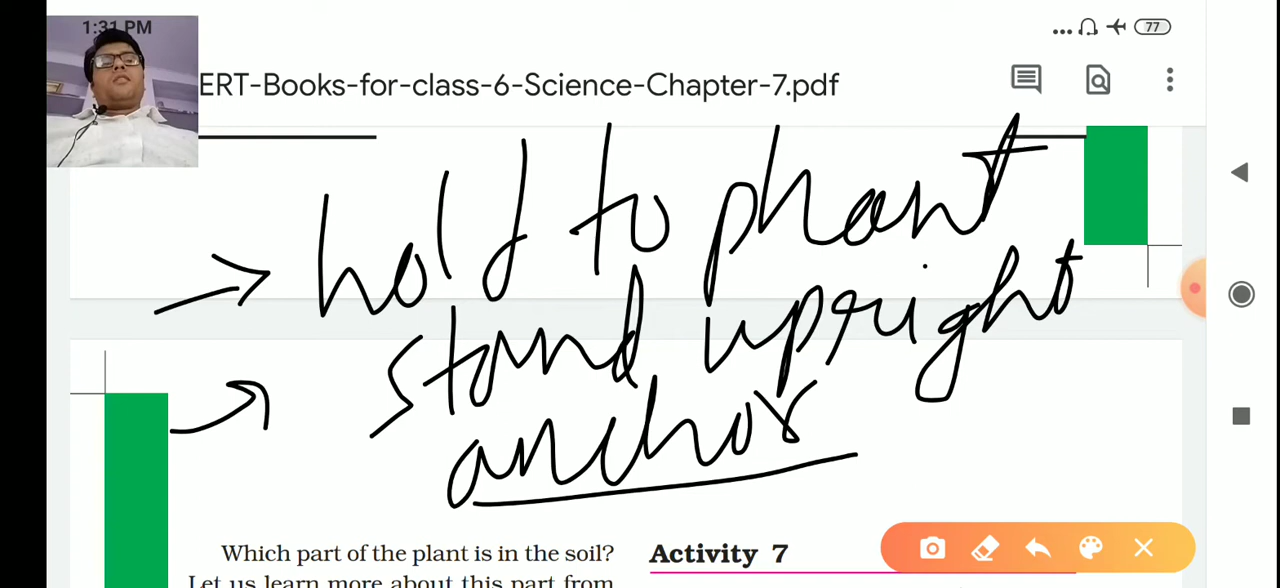 1:31 PM
77
ERT-Books-for-class-6-Science-Chapter-7.pdf
hold to phant
stand upright
anchor
Which part of the plant is in the soil?
Let us learn more about this part from
Activity 7